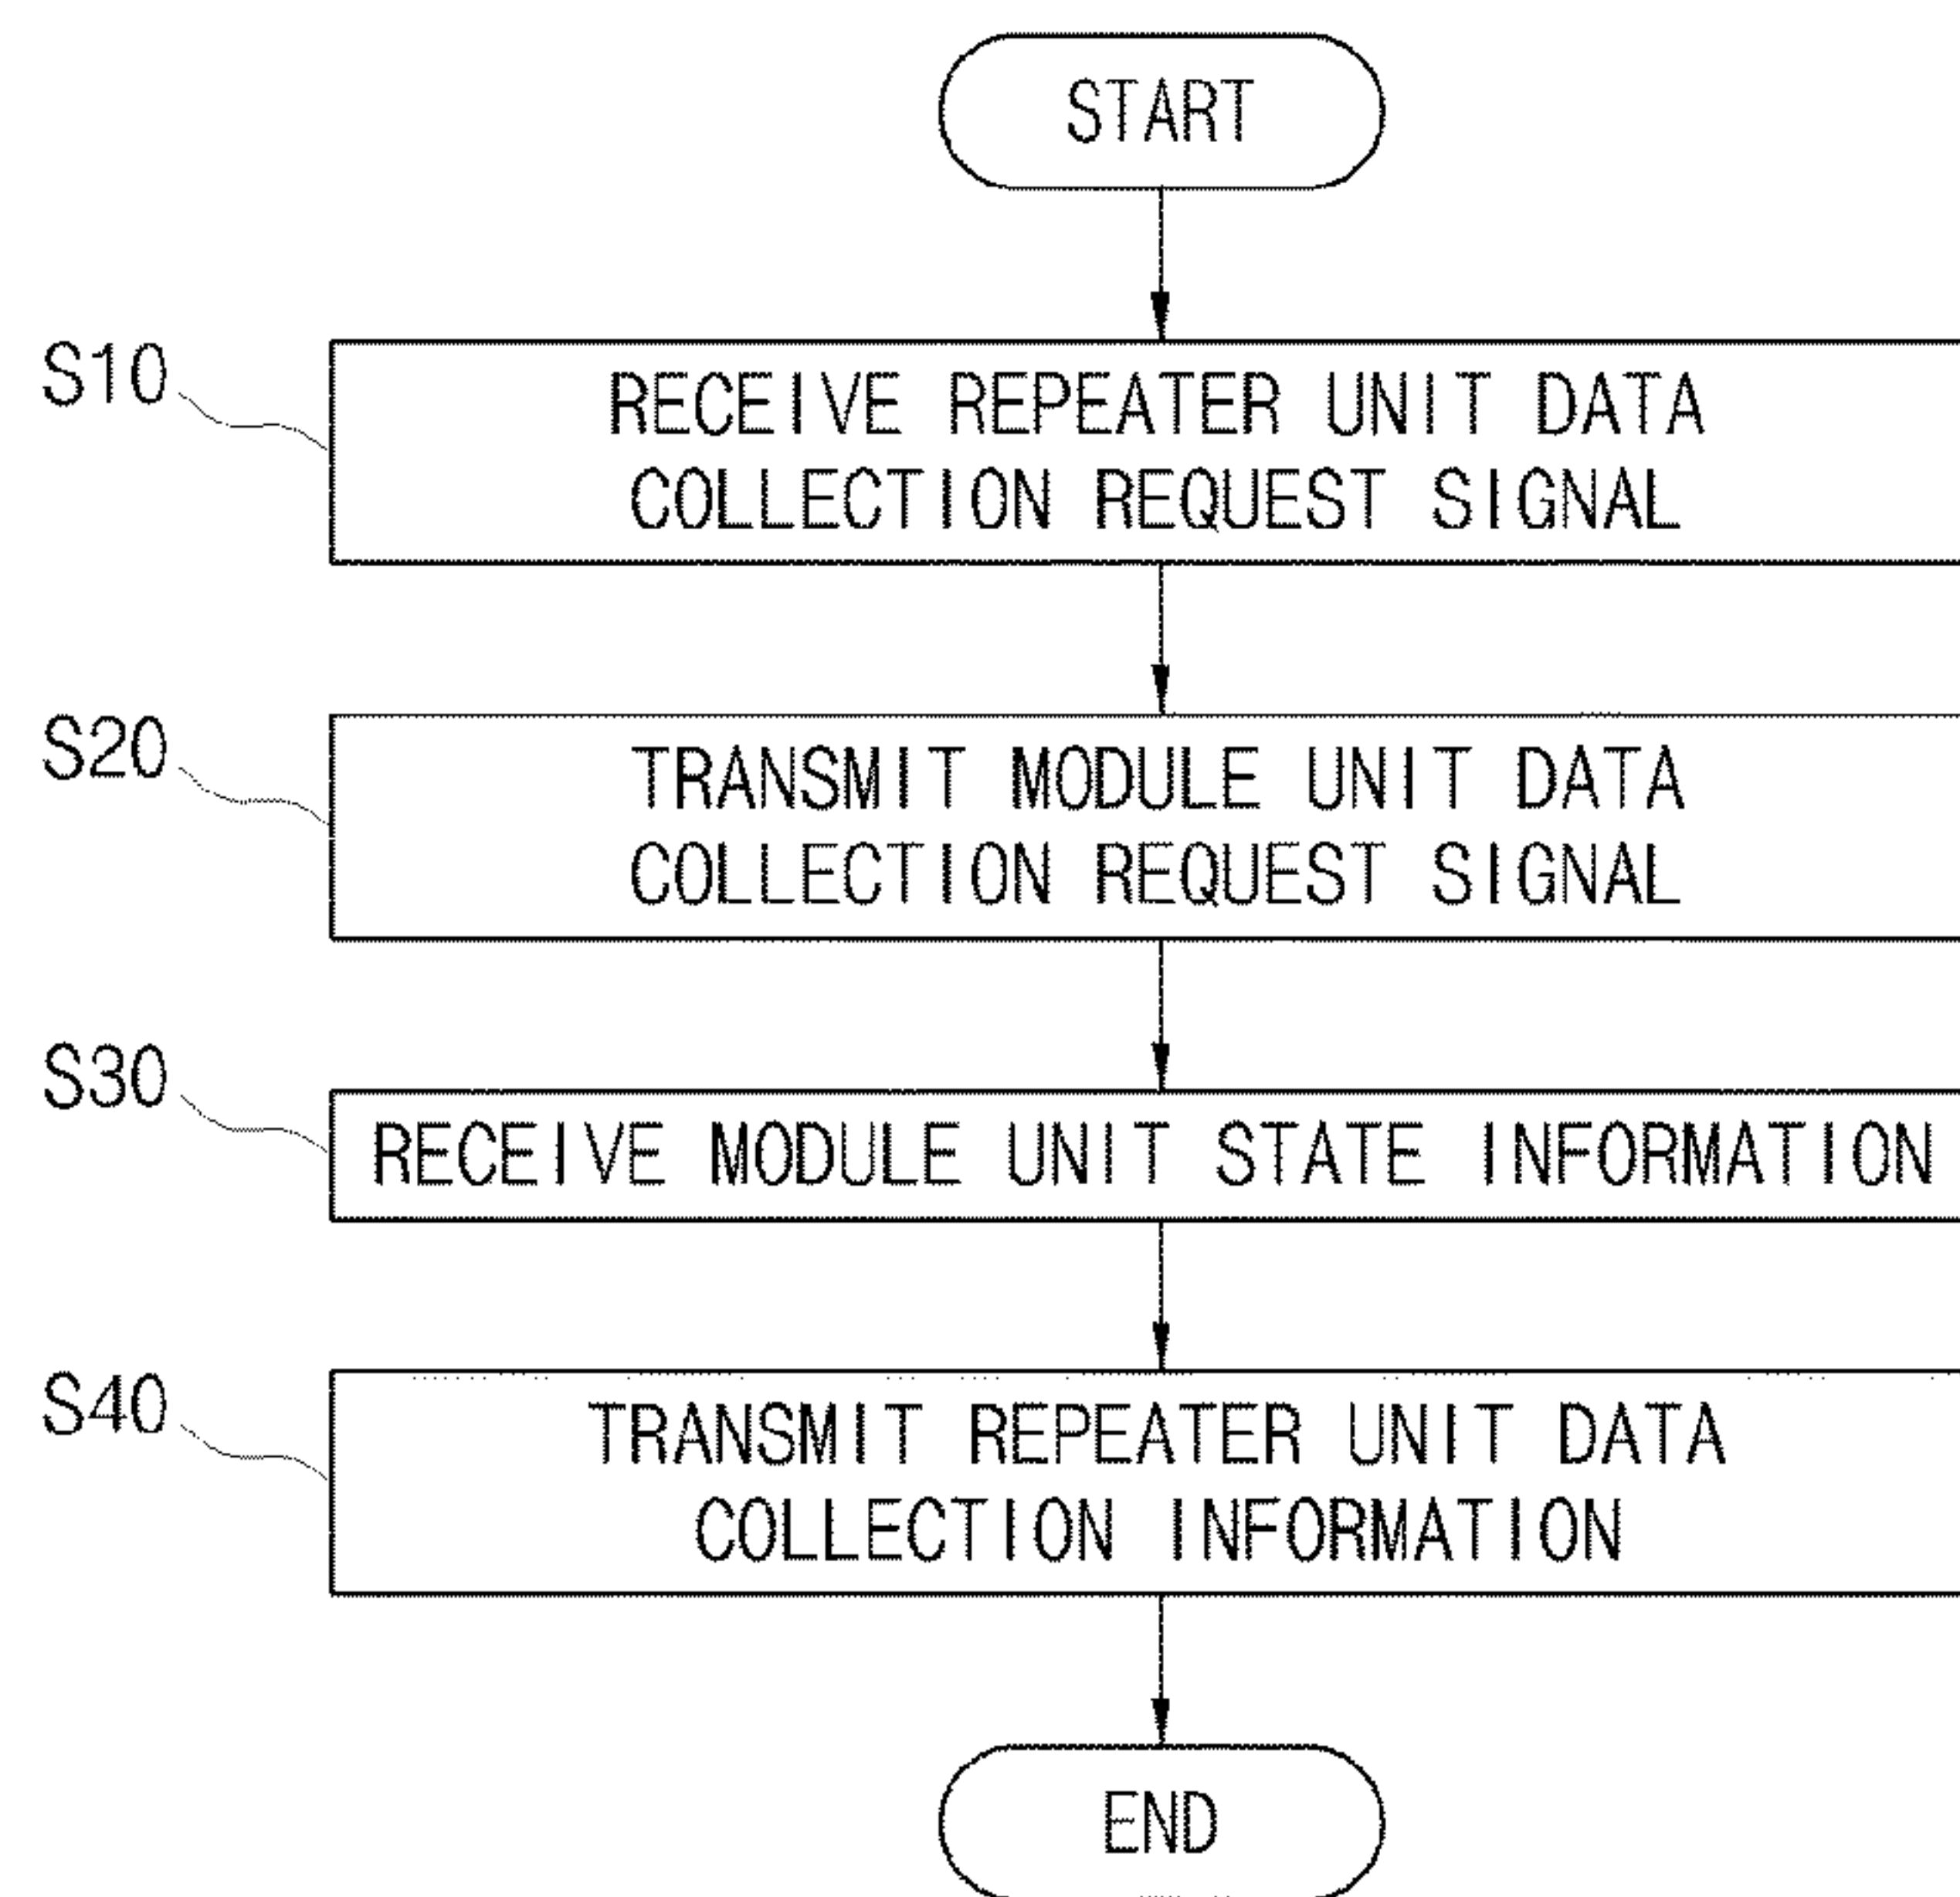 START
S10
RECEIVE REPEATER UNIT DATA
COLLECTION REQUEST SIGNAL
S20
TRANSMIT MODULE UNIT DATA
COLLECTION REQUEST SIGNAL
S30
RECEIVE MODULE UNIT STATE INFORMATION
S40
TRANSMIT REPEATER UNIT DATA
COLLECTION INFORMATION
END